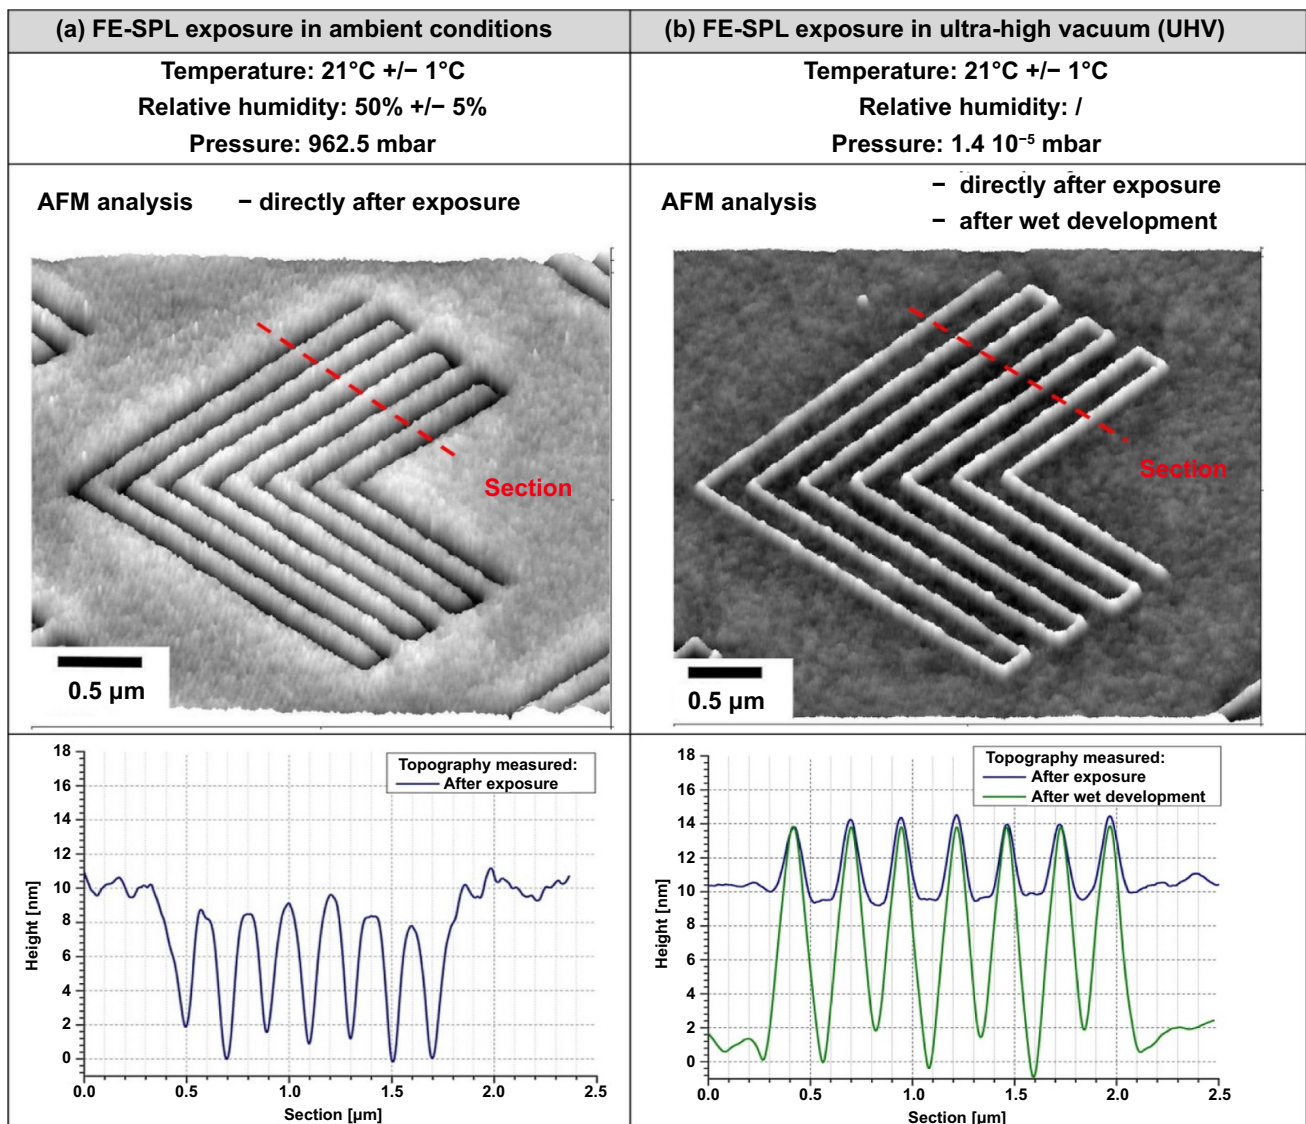 (a) FE-SPL exposure in ambient conditions
Temperature: 21°C +/− 1°C
Relative humidity: 50% +/− 5%
Pressure: 962.5 mbar
AFM analysis − directly after exposure
Section
0.5 µm
18
16
14
12
10
8
6
4
2
0
Height [nm]
Topography measured:
After exposure
0.0 0.5 1.0 1.5 2.0 2.5
Section [µm]
(b) FE-SPL exposure in ultra-high vacuum (UHV)
Temperature: 21°C +/− 1°C
Relative humidity: /
Pressure: 1.4 10⁻⁵ mbar
AFM analysis
− directly after exposure
− after wet development
Section
0.5 µm
18
16
14
12
10
8
6
4
2
0
Height [nm]
Topography measured:
After exposure
After wet development
0.0 0.5 1.0 1.5 2.0 2.5
Section [µm]